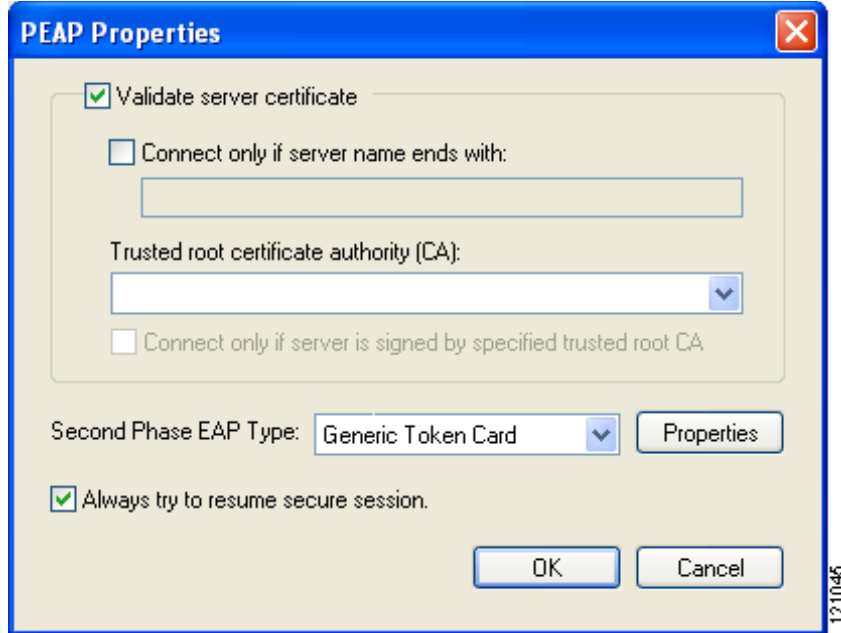 PEAP Properties
Validate server certificate
Connect only if server name ends with:
Trusted root certificate authority (CA):
Connect only if server is signed by specified trusted root CA
Second Phase EAP Type: Generic Token Card Properties
Always try to resume secure session.
OK Cancel
121045